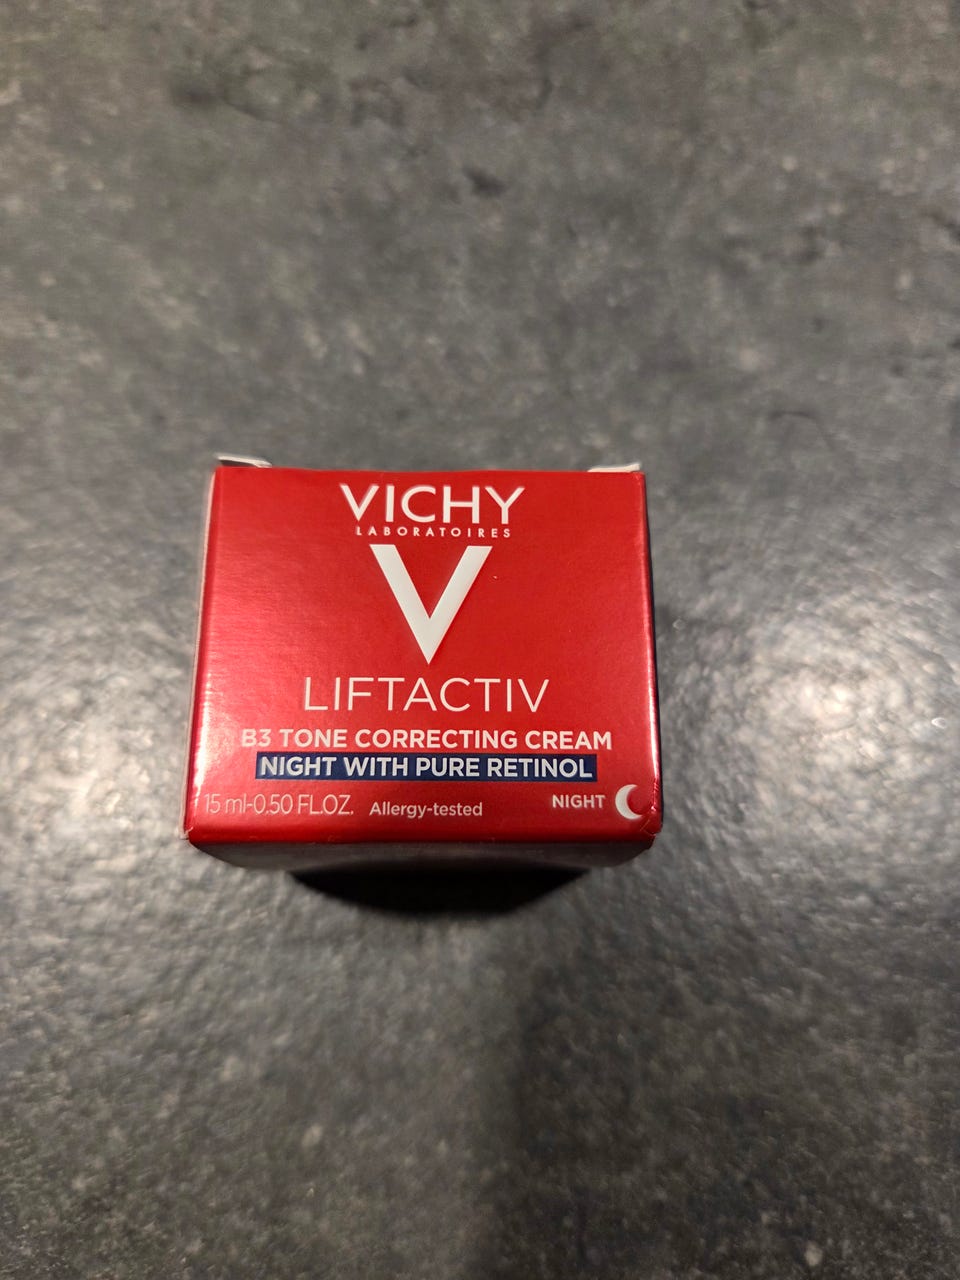 VICHY
LABORATOIRES
V
LIFTACTIV
B3 TONE CORRECTING CREAM
NIGHT WITH PURE RETINOL
15 ml-0.50 FL.OZ. Allergy-tested NIGHT